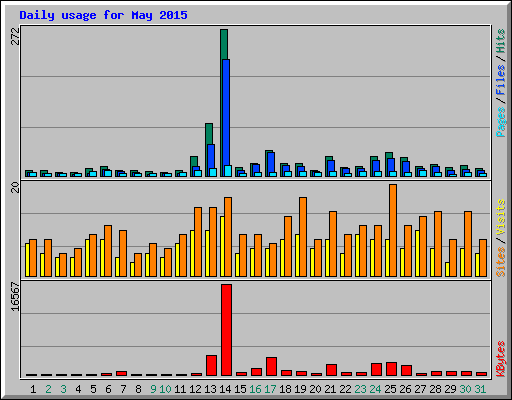 Daily usage for May 2015
272
Pages / Files / Hits
20
Sites / Visits
16567
KBytes
1 2 3 4 5 6 7 8 9 10 11 12 13 14 15 16 17 18 19 20 21 22 23 24 25 26 27 28 29 30 31